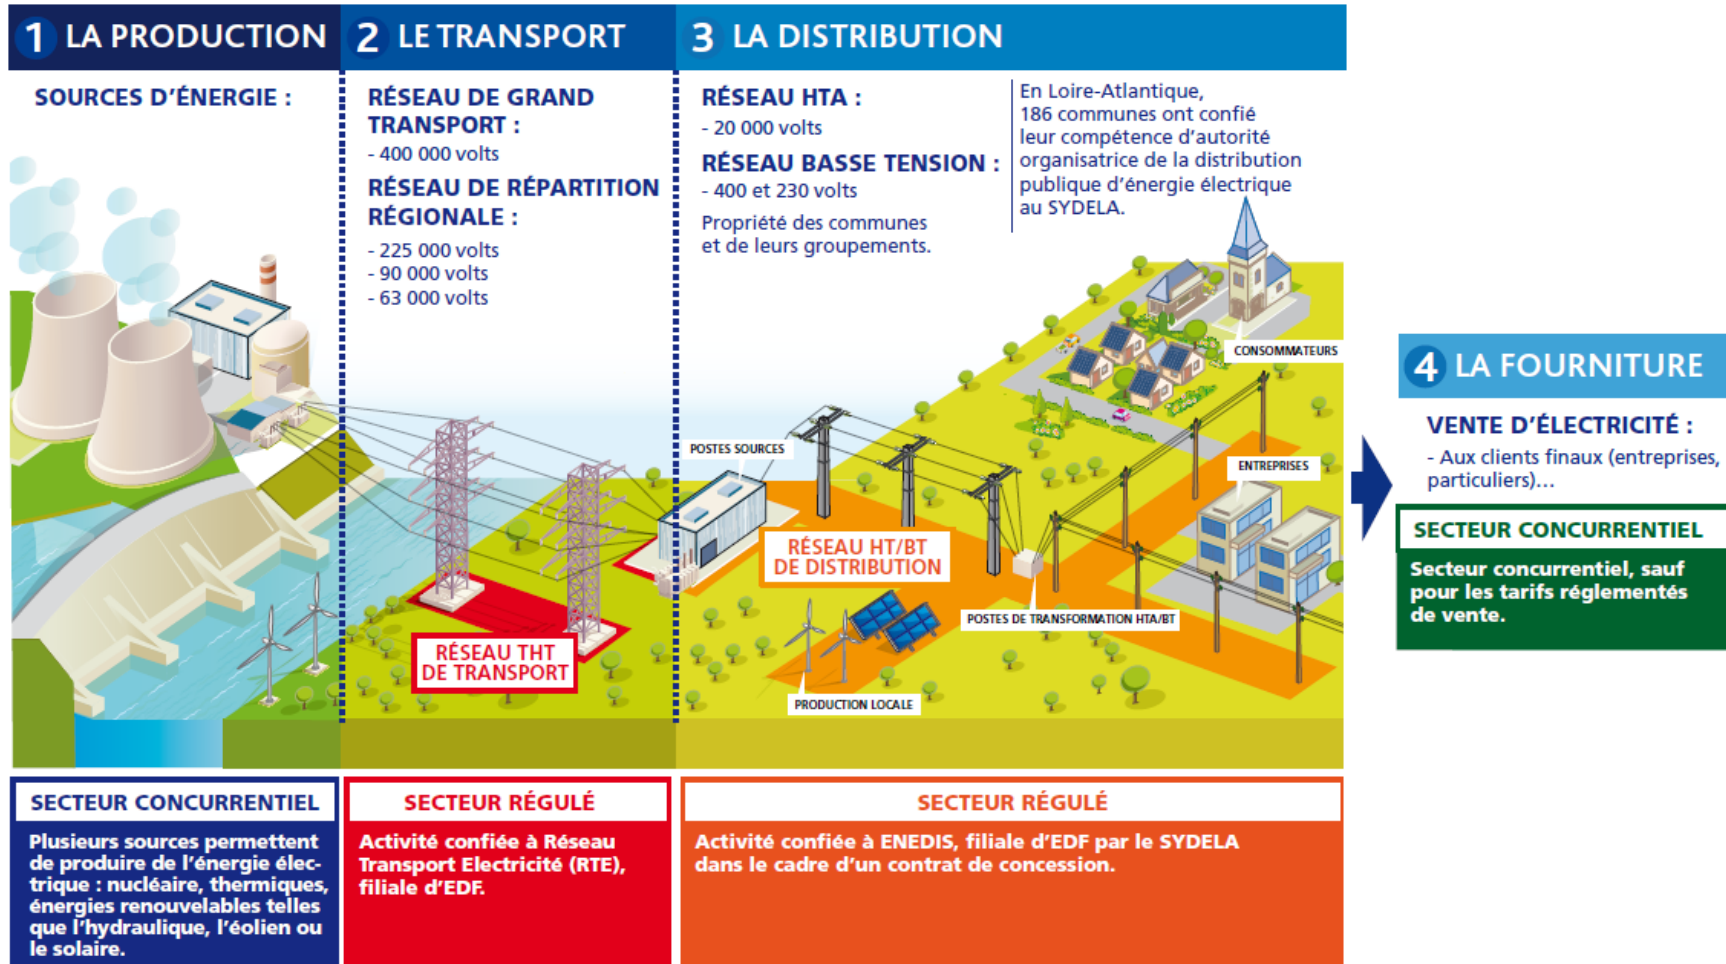 1 LA PRODUCTION
SOURCES D'ÉNERGIE :
2 LE TRANSPORT
RÉSEAU DE GRAND
TRANSPORT :
- 400 000 volts
RÉSEAU DE RÉPARTITION
RÉGIONALE :
- 225 000 volts
- 90 000 volts
- 63 000 volts
3 LA DISTRIBUTION
RÉSEAU HTA :
- 20 000 volts
RÉSEAU BASSE TENSION :
- 400 et 230 volts
Propriété des communes
et de leurs groupements.
En Loire-Atlantique,
186 communes ont confié
leur compétence d'autorité
organisatrice de la distribution
publique d'énergie électrique
au SYDELA.
CONSOMMATEURS
POSTES SOURCES
ENTREPRISES
RÉSEAU HT/BT
DE DISTRIBUTION
POSTES DE TRANSFORMATION HTA/BT
RÉSEAU THT
DE TRANSPORT
PRODUCTION LOCALE
4 LA FOURNITURE
VENTE D'ÉLECTRICITÉ :
- Aux clients finaux (entreprises,
particuliers)...
SECTEUR CONCURRENTIEL
Secteur concurrentiel, sauf
pour les tarifs réglementés
de vente.
SECTEUR CONCURRENTIEL
Plusieurs sources permettent
de produire de l'énergie élec-
trique : nucléaire, thermiques,
énergies renouvelables telles
que l'hydraulique, l'éolien ou
le solaire.
SECTEUR RÉGULÉ
Activité confiée à Réseau
Transport Electricité (RTE),
filiale d'EDF.
SECTEUR RÉGULÉ
Activité confiée à ENEDIS, filiale d'EDF par le SYDELA
dans le cadre d'un contrat de concession.